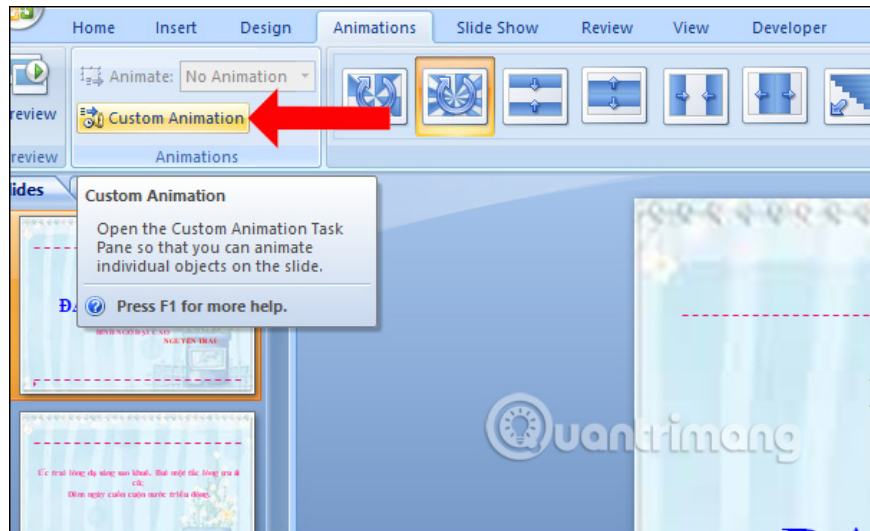 Home Insert Design Animations Slide Show Review View Developer
Animate: No Animation
review Custom Animation
review Animations
lides
Custom Animation
Open the Custom Animation Task
Pane so that you can animate
individual objects on the slide.
Press F1 for more help.
NGUYỄN TRÃI
Quantrimang